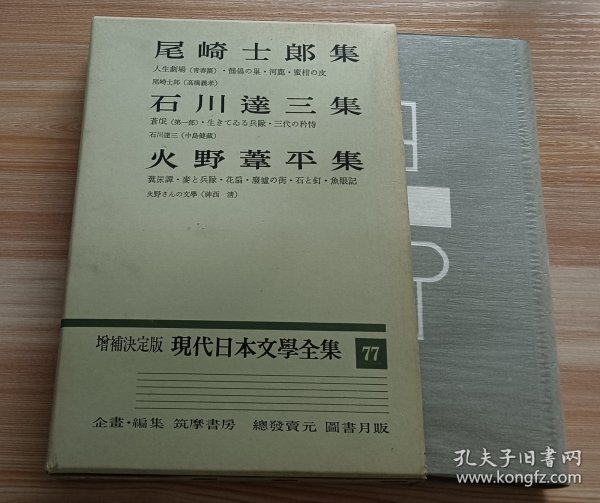 尾崎士郎集
人生劇場（青春篇）・鶺鴒の巣・河鹿・蜜柑の皮
尾崎士郎（高橋義孝）
石川達三集
蒼氓（第一部）・生きてゐる兵隊・三代の矜恃
石川達三（中島健蔵）
火野葦平集
糞尿譚・麥と兵隊・花扇・廢墟の街・石と釘・魚眼記
火野さんの文學（神西 清）
増補決定版 現代日本文學全集 77
企畫・編集 筑摩書房 總發賣元 圖書月販
孔夫子旧书网
www.kongfz.com